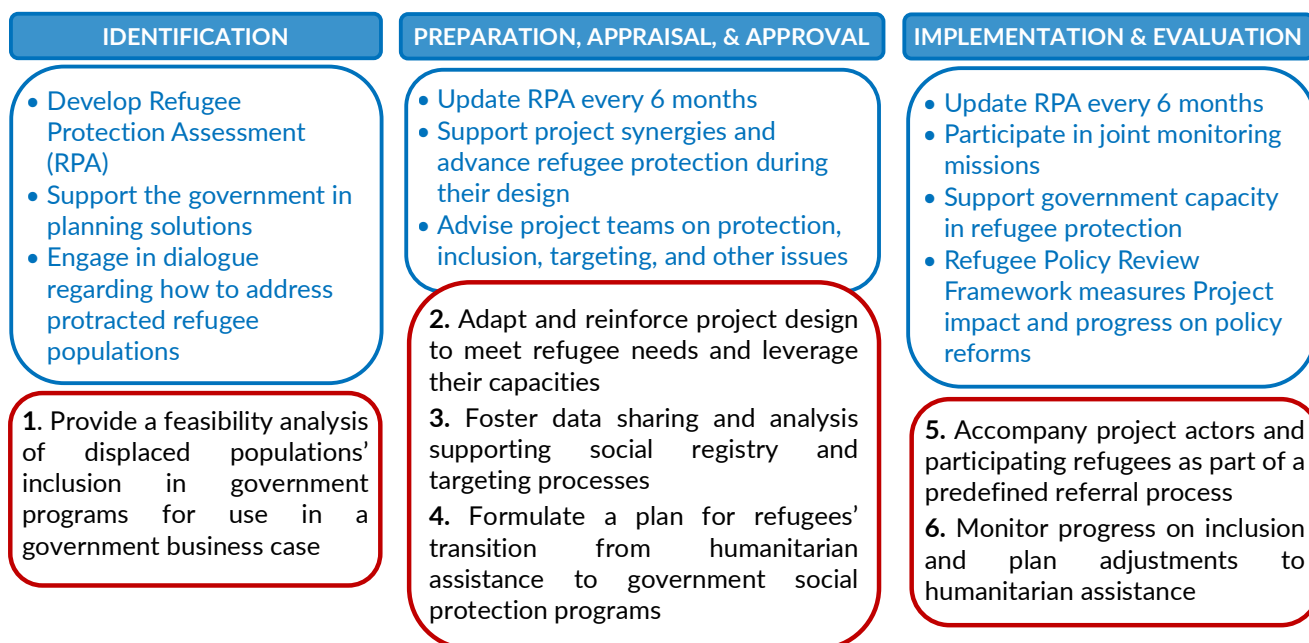 IDENTIFICATION
• Develop Refugee
Protection Assessment
(RPA)
• Support the government in
planning solutions
• Engage in dialogue
regarding how to address
protracted refugee
populations
1. Provide a feasibility analysis
of displaced populations’
inclusion in government
programs for use in a
government business case
PREPARATION, APPRAISAL, & APPROVAL
• Update RPA every 6 months
• Support project synergies and
advance refugee protection during
their design
• Advise project teams on protection,
inclusion, targeting, and other issues
2. Adapt and reinforce project design
to meet refugee needs and leverage
their capacities
3. Foster data sharing and analysis
supporting social registry and
targeting processes
4. Formulate a plan for refugees’
transition from humanitarian
assistance to government social
protection programs
IMPLEMENTATION & EVALUATION
• Update RPA every 6 months
• Participate in joint monitoring
missions
• Support government capacity
in refugee protection
• Refugee Policy Review
Framework measures Project
impact and progress on policy
reforms
5. Accompany project actors and
participating refugees as part of a
predefined referral process
6. Monitor progress on inclusion
and plan adjustments to
humanitarian assistance